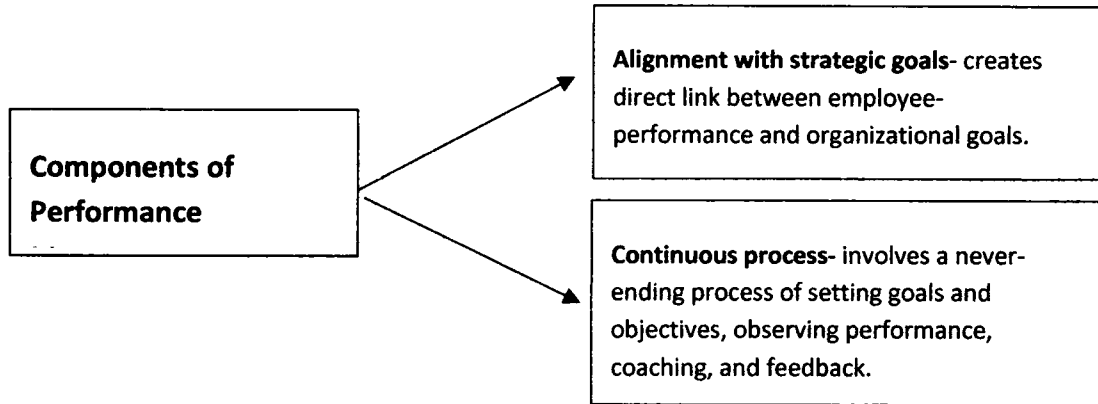 Components of
Performance
Alignment with strategic goals- creates
direct link between employee-
performance and organizational goals.
Continuous process- involves a never-
ending process of setting goals and
objectives, observing performance,
coaching, and feedback.